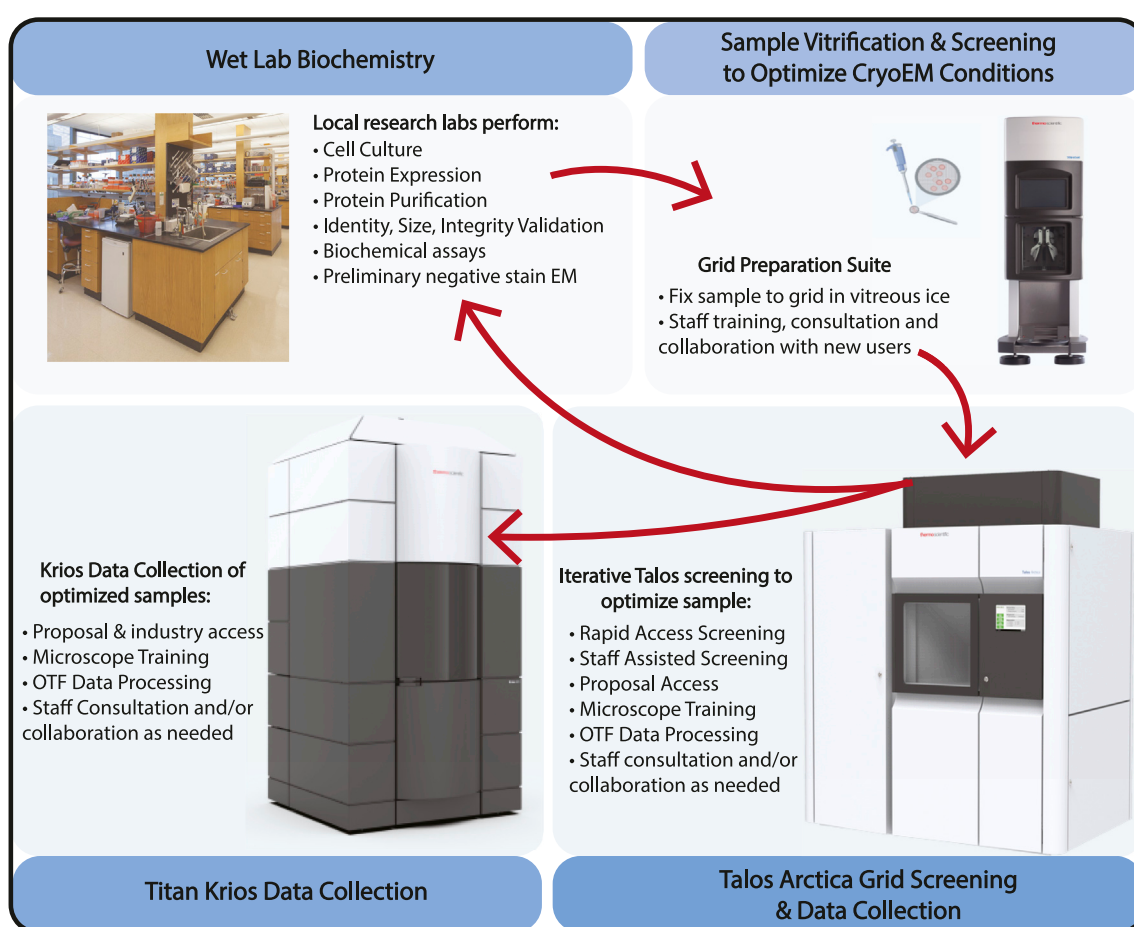 Wet Lab Biochemistry
Sample Vitrification & Screening
to Optimize CryoEM Conditions
Local research labs perform:
• Cell Culture
• Protein Expression
• Protein Purification
• Identity, Size, Integrity Validation
• Biochemical assays
• Preliminary negative stain EM
thermoscientific
Grid Preparation Suite
• Fix sample to grid in vitreous ice
• Staff training, consultation and
collaboration with new users
thermoscientific
Krios Data Collection of
optimized samples:
• Proposal & industry access
• Microscope Training
• OTF Data Processing
• Staff Consultation and/or
collaboration as needed
thermoscientific
Iterative Talos screening to
optimize sample:
• Rapid Access Screening
• Staff Assisted Screening
• Proposal Access
• Microscope Training
• OTF Data Processing
• Staff consultation and/or
collaboration as needed
Titan Krios Data Collection
Talos Arctica Grid Screening
& Data Collection